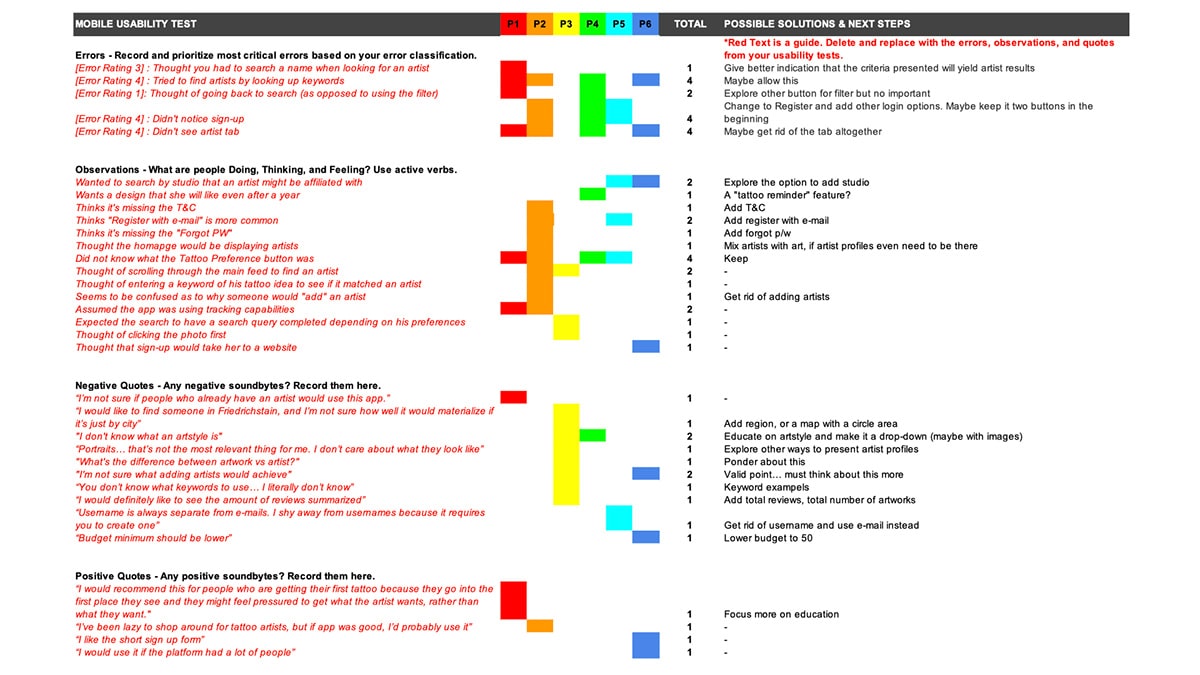 MOBILE USABILITY TEST P1 P2 P3 P4 P5 P6 TOTAL POSSIBLE SOLUTIONS & NEXT STEPS
*Red Text is a guide. Delete and replace with the errors, observations, and quotes
Errors - Record and prioritize most critical errors based on your error classification. from your usability tests.
[Error Rating 3] : Thought you had to search a name when looking for an artist 1 Give better indication that the criteria presented will yield artist results
[Error Rating 4] : Tried to find artists by looking up keywords 4 Maybe allow this
[Error Rating 1]: Thought of going back to search (as opposed to using the filter) 2 Explore other button for filter but no important
Change to Register and add other login options. Maybe keep it two buttons in the
[Error Rating 4] : Didn't notice sign-up 4 beginning
[Error Rating 4] : Didn't see artist tab 4 Maybe get rid of the tab altogether
Observations - What are people Doing, Thinking, and Feeling? Use active verbs.
Wanted to search by studio that an artist might be affiliated with 2 Explore the option to add studio
Wants a design that she will like even after a year 1 A "tattoo reminder" feature?
Thinks it's missing the T&C 1 Add T&C
Thinks "Register with e-mail" is more common 2 Add register with e-mail
Thinks it's missing the "Forgot PW" 1 Add forgot p/w
Thought the homapge would be displaying artists 1 Mix artists with art, if artist profiles even need to be there
Did not know what the Tattoo Preference button was 4 Keep
Thought of scrolling through the main feed to find an artist 2 -
Thought of entering a keyword of his tattoo idea to see if it matched an artist 1 -
Seems to be confused as to why someone would "add" an artist 1 Get rid of adding artists
Assumed the app was using tracking capabilities 2 -
Expected the search to have a search query completed depending on his preferences 1 -
Thought of clicking the photo first 1 -
Thought that sign-up would take her to a website 1 -
Negative Quotes - Any negative soundbytes? Record them here.
“I'm not sure if people who already have an artist would use this app.” 1 -
“I would like to find someone in Friedrichstain, and I'm not sure how well it would materialize if
it's just by city” 1 Add region, or a map with a circle area
"I don't know what an artstyle is" 2 Educate on artstyle and make it a drop-down (maybe with images)
“Portraits… that's not the most relevant thing for me. I don't care about what they look like” 1 Explore other ways to present artist profiles
"What's the difference between artwork vs artist?" 1 Ponder about this
"I'm not sure what adding artists would achieve" 2 Valid point… must think about this more
“You don't know what keywords to use… I literally don't know” 1 Keyword exampels
“I would definitely like to see the amount of reviews summarized” 1 Add total reviews, total number of artworks
“Username is always separate from e-mails. I shy away from usernames because it requires
you to create one” 1 Get rid of username and use e-mail instead
“Budget minimum should be lower” 1 Lower budget to 50
Positive Quotes - Any positive soundbytes? Record them here.
“I would recommend this for people who are getting their first tattoo because they go into the
first place they see and they might feel pressured to get what the artist wants, rather than
what they want." 1 Focus more on education
“I've been lazy to shop around for tattoo artists, but if app was good, I'd probably use it” 1 -
“I like the short sign up form” 1 -
“I would use it if the platform had a lot of people” 1 -